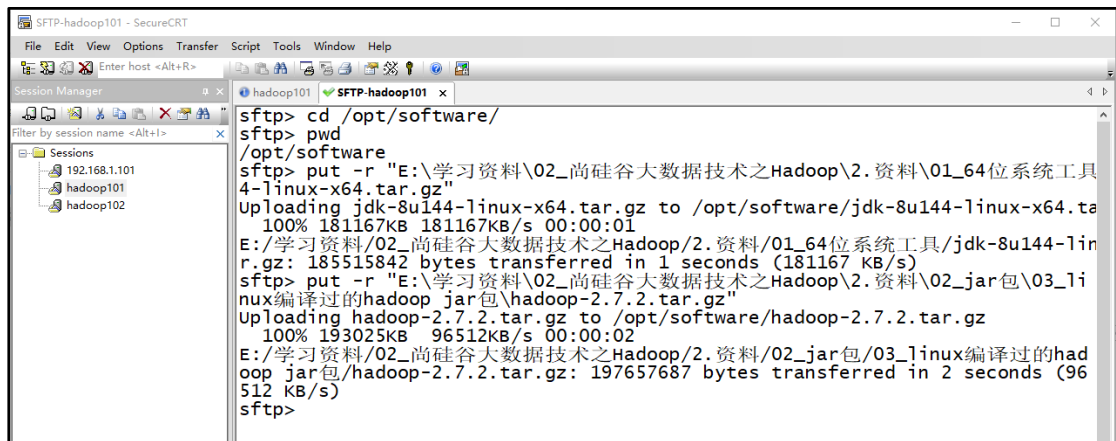 SFTP-hadoop101 - SecureCRT
File Edit View Options Transfer Script Tools Window Help
Enter host <Alt+R>
Session Manager
hadoop101
SFTP-hadoop101
Filter by session name <Alt+I>
Sessions
192.168.1.101
hadoop101
hadoop102
sftp> cd /opt/software/
sftp> pwd
/opt/software
sftp> put -r "E:\学习资料\02_尚硅谷大数据技术之Hadoop\2.资料\01_64位系统工具
4-linux-x64.tar.gz"
Uploading jdk-8u144-linux-x64.tar.gz to /opt/software/jdk-8u144-linux-x64.ta
100% 181167KB 181167KB/s 00:00:01
E:/学习资料/02_尚硅谷大数据技术之Hadoop/2.资料/01_64位系统工具/jdk-8u144-lin
r.gz: 185515842 bytes transferred in 1 seconds (181167 KB/s)
sftp> put -r "E:\学习资料\02_尚硅谷大数据技术之Hadoop\2.资料\02_jar包\03_li
nux编译过的hadoop jar包\hadoop-2.7.2.tar.gz"
Uploading hadoop-2.7.2.tar.gz to /opt/software/hadoop-2.7.2.tar.gz
100% 193025KB 96512KB/s 00:00:02
E:/学习资料/02_尚硅谷大数据技术之Hadoop/2.资料/02_jar包/03_linux编译过的had
oop jar包/hadoop-2.7.2.tar.gz: 197657687 bytes transferred in 2 seconds (96
512 KB/s)
sftp>